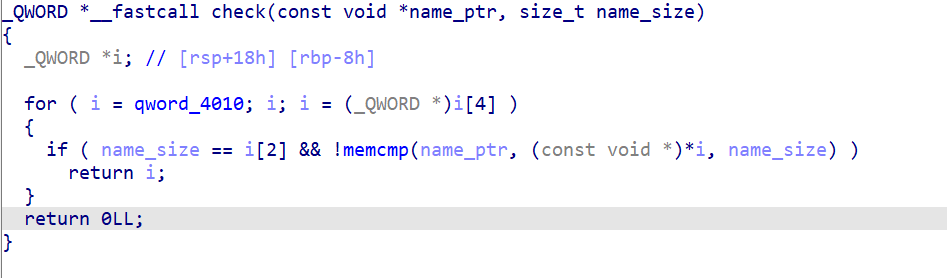 _QWORD *__fastcall check(const void *name_ptr, size_t name_size)
{
  _QWORD *i; // [rsp+18h] [rbp-8h]

  for ( i = qword_4010; i; i = (_QWORD *)i[4] )
  {
    if ( name_size == i[2] && !memcmp(name_ptr, (const void *)*i, name_size) )
      return i;
  }
  return 0LL;
}